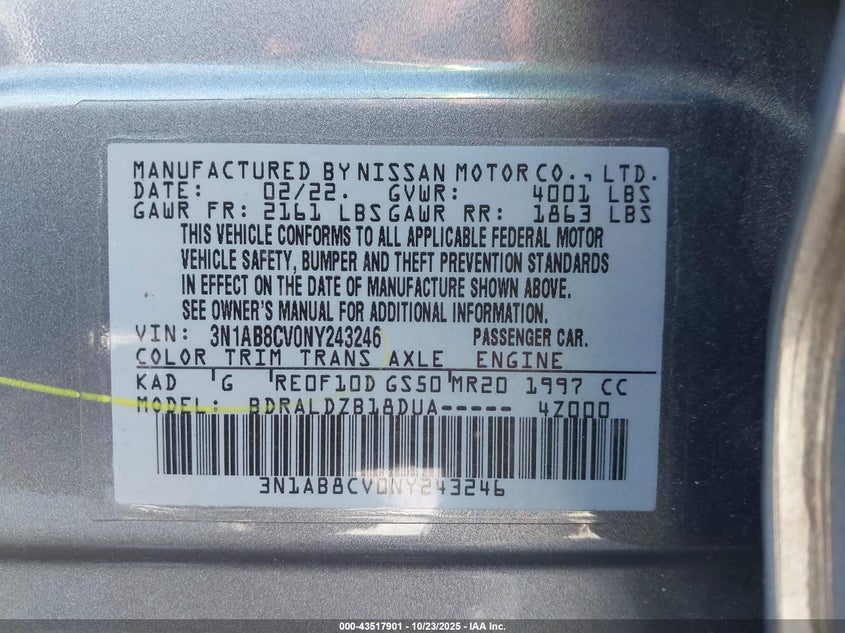 MANUFACTURED BY NISSAN MOTOR CO., LTD.
DATE: 02/22. GVWR: 4001 LBS
GAWR FR: 2161 LBS GAWR RR: 1863 LBS
THIS VEHICLE CONFORMS TO ALL APPLICABLE FEDERAL MOTOR
VEHICLE SAFETY, BUMPER AND THEFT PREVENTION STANDARDS
IN EFFECT ON THE DATE OF MANUFACTURE SHOWN ABOVE.
SEE OWNER'S MANUAL FOR ADDITIONAL INFORMATION.
VIN: 3N1AB8CV0NY243246 PASSENGER CAR.
COLOR TRIM TRANS AXLE ENGINE
KAD G RE0F10D GS50 MR20 1997 CC
MODEL: BDRALDZB18DUA----- 4Z000
3N1AB8CV0NY243246
000-43517901 | 10/23/2025 - IAA Inc.